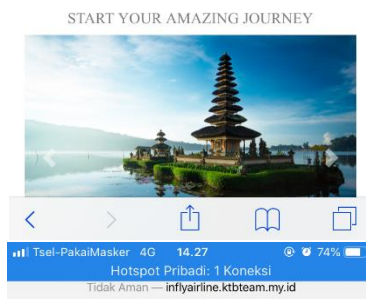 START YOUR AMAZING JOURNEY
Tsel-PakaiMasker 4G 14.27 74%
Hotspot Pribadi: 1 Koneksi
Tidak Aman — inflyairline.ktbteam.my.id